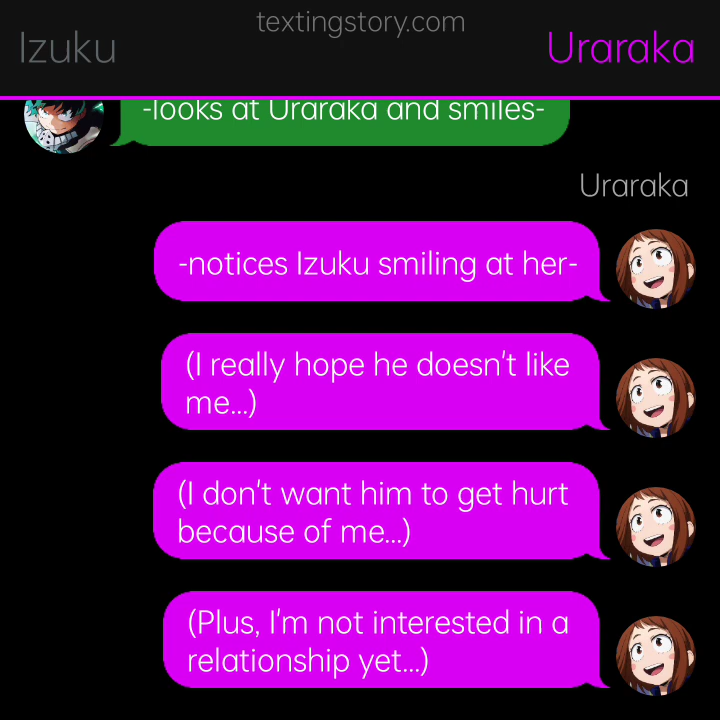 textingstory.com
Izuku
Uraraka
-looks at Uraraka and smiles-
Uraraka
-notices Izuku smiling at her-
(I really hope he doesn't like
me...)
(I don't want him to get hurt
because of me...)
(Plus, I'm not interested in a
relationship yet...)